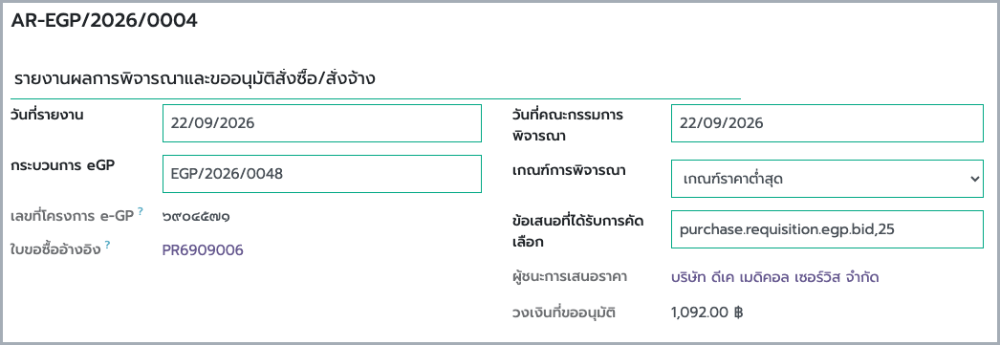 AR-EGP/2026/0004
รายงานผลการพิจารณาและขออนุมัติสั่งซื้อ/สั่งจ้าง
วันที่รายงาน
22/09/2026
กระบวนการ eGP
EGP/2026/0048
เลขที่โครงการ e-GP ?
๖๙๐๔๕๗๑
ใบขอซื้ออ้างอิง ?
PR6909006
วันที่คณะกรรมการ
พิจารณา
22/09/2026
เกณฑ์การพิจารณา
เกณฑ์ราคาต่ำสุด
ข้อเสนอที่ได้รับการคัด
เลือก
purchase.requisition.egp.bid,25
ผู้ชนะการเสนอราคา
บริษัท ดีเค เมดิคอล เซอร์วิส จำกัด
วงเงินที่ขออนุมัติ
1,092.00 ฿